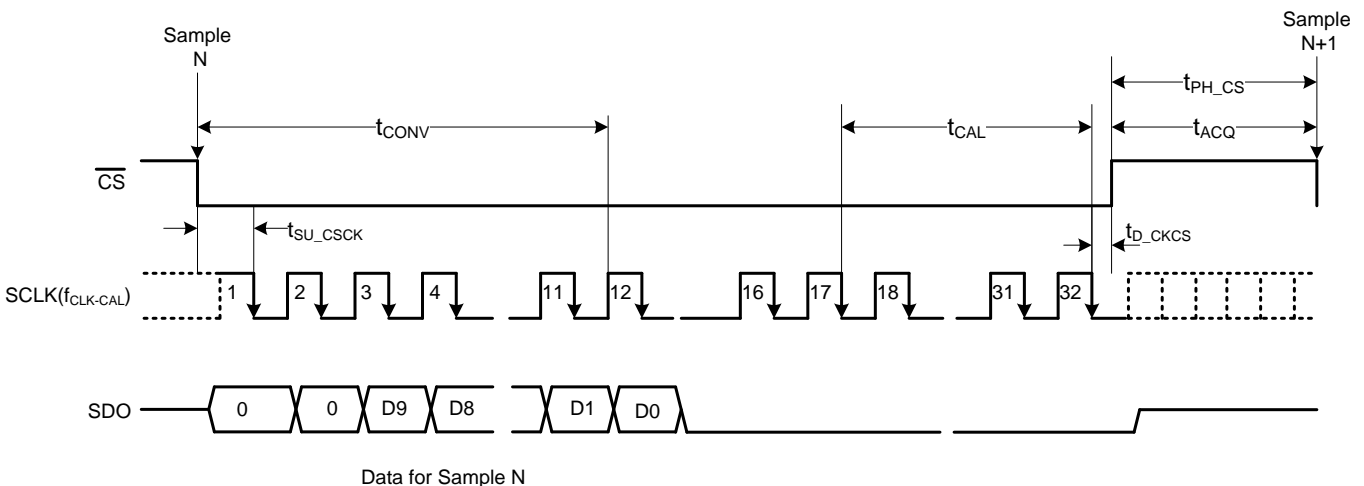 Sample
N
Sample
N+1
tPH_CS
tCONV
tCAL
tACQ
CS
tSU_CSCK
tD_CKCS
SCLK(fCLK-CAL)
1 2 3 4 11 12 16 17 18 31 32
SDO
0 0 D9 D8 D1 D0
Data for Sample N